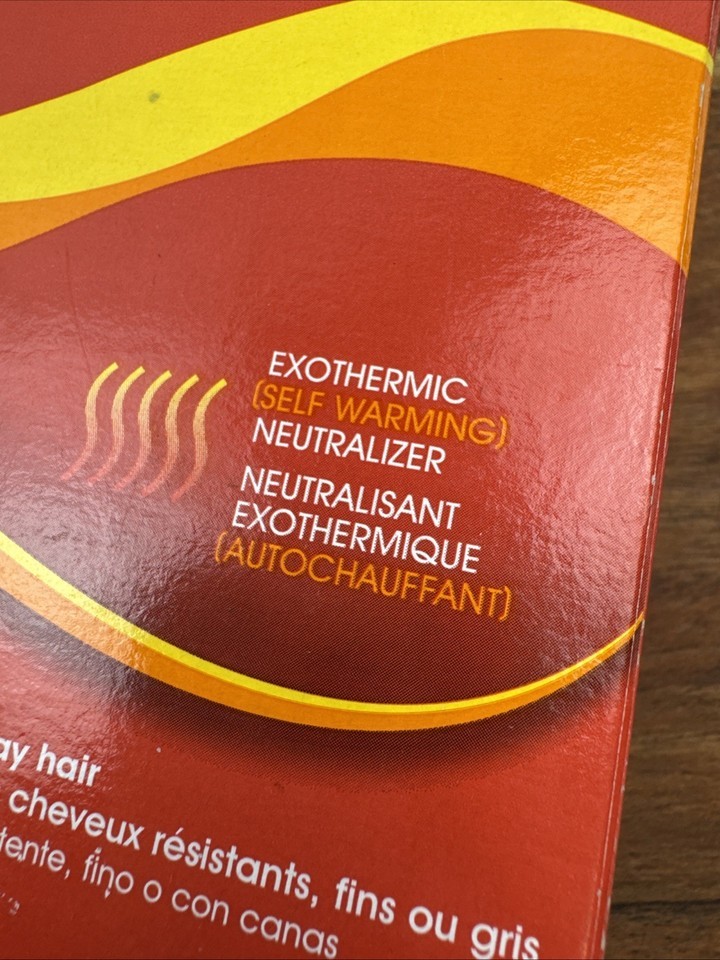 EXOTHERMIC
(SELF WARMING)
NEUTRALIZER
NEUTRALISANT
EXOTHERMIQUE
(AUTOCHAUFFANT)
hair
cheveux résistants, fins ou gris
fino o con canas